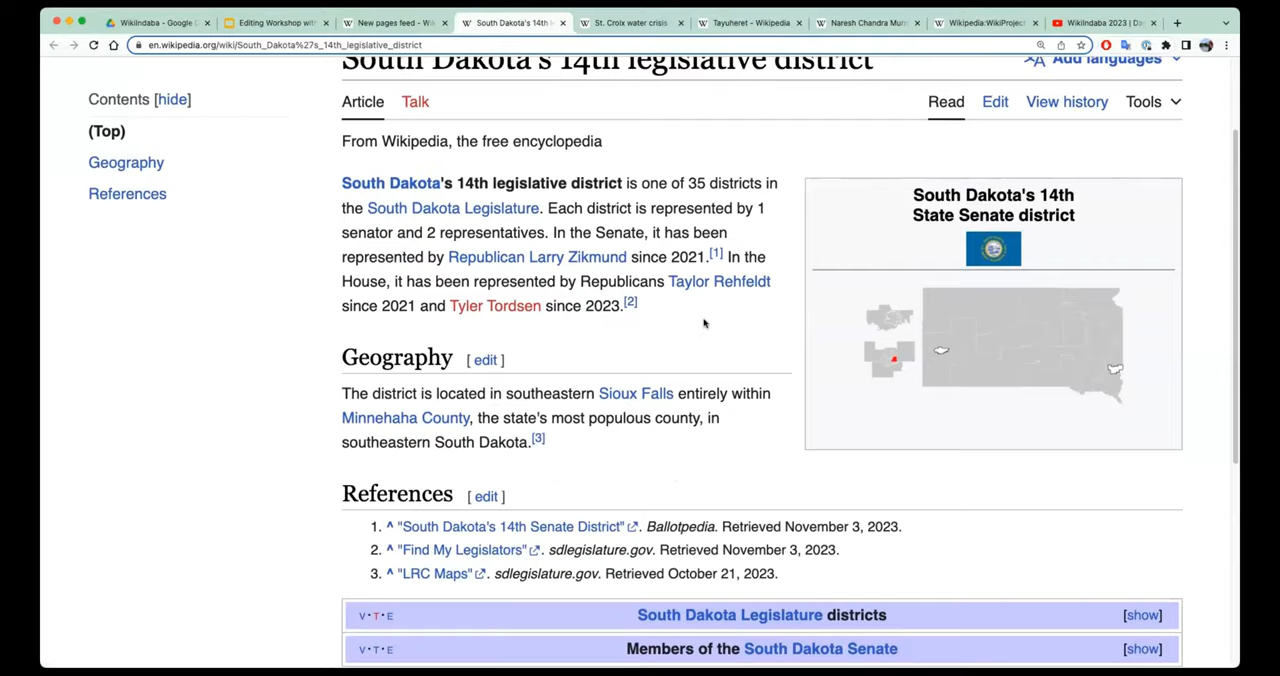 WikiIndaba - Google D
Editing Workshop with
New pages feed - Wik
South Dakota's 14th l
St. Croix water crisis
Tayuheret - Wikipedia
Naresh Chandra Mur
Wikipedia:WikiProject
WikiIndaba 2023 | Da
en.wikipedia.org/wiki/South_Dakota%27s_14th_legislative_district
South Dakota's 14th legislative district
Add languages
Contents [hide]
Article Talk
Read Edit View history Tools
(Top)
From Wikipedia, the free encyclopedia
Geography
References
South Dakota's 14th legislative district is one of 35 districts in
the South Dakota Legislature. Each district is represented by 1
senator and 2 representatives. In the Senate, it has been
represented by Republican Larry Zikmund since 2021.[1] In the
House, it has been represented by Republicans Taylor Rehfeldt
since 2021 and Tyler Tordsen since 2023.[2]
South Dakota's 14th
State Senate district
Geography [ edit ]
The district is located in southeastern Sioux Falls entirely within
Minnehaha County, the state's most populous county, in
southeastern South Dakota.[3]
References [ edit ]
1. ^ "South Dakota's 14th Senate District". Ballotpedia. Retrieved November 3, 2023.
2. ^ "Find My Legislators". sdlegislature.gov. Retrieved November 3, 2023.
3. ^ "LRC Maps". sdlegislature.gov. Retrieved October 21, 2023.
V·T·E South Dakota Legislature districts [show]
V·T·E Members of the South Dakota Senate [show]